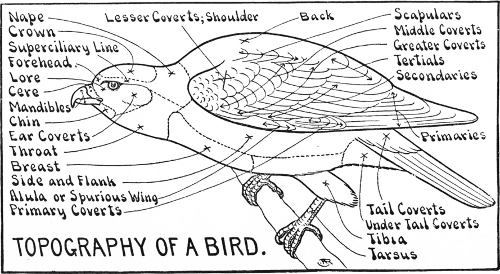 Nape
Crown
Superciliary Line
Forehead
Lore
Cere
Mandibles
Chin
Ear Coverts
Throat
Breast
Side and Flank
Alula or Spurious Wing
Primary Coverts
Lesser Coverts; Shoulder
Back
Scapulars
Middle Coverts
Greater Coverts
Tertials
Secondaries
Primaries
Tail Coverts
Under Tail Coverts
Tibia
Tarsus
TOPOGRAPHY OF A BIRD.